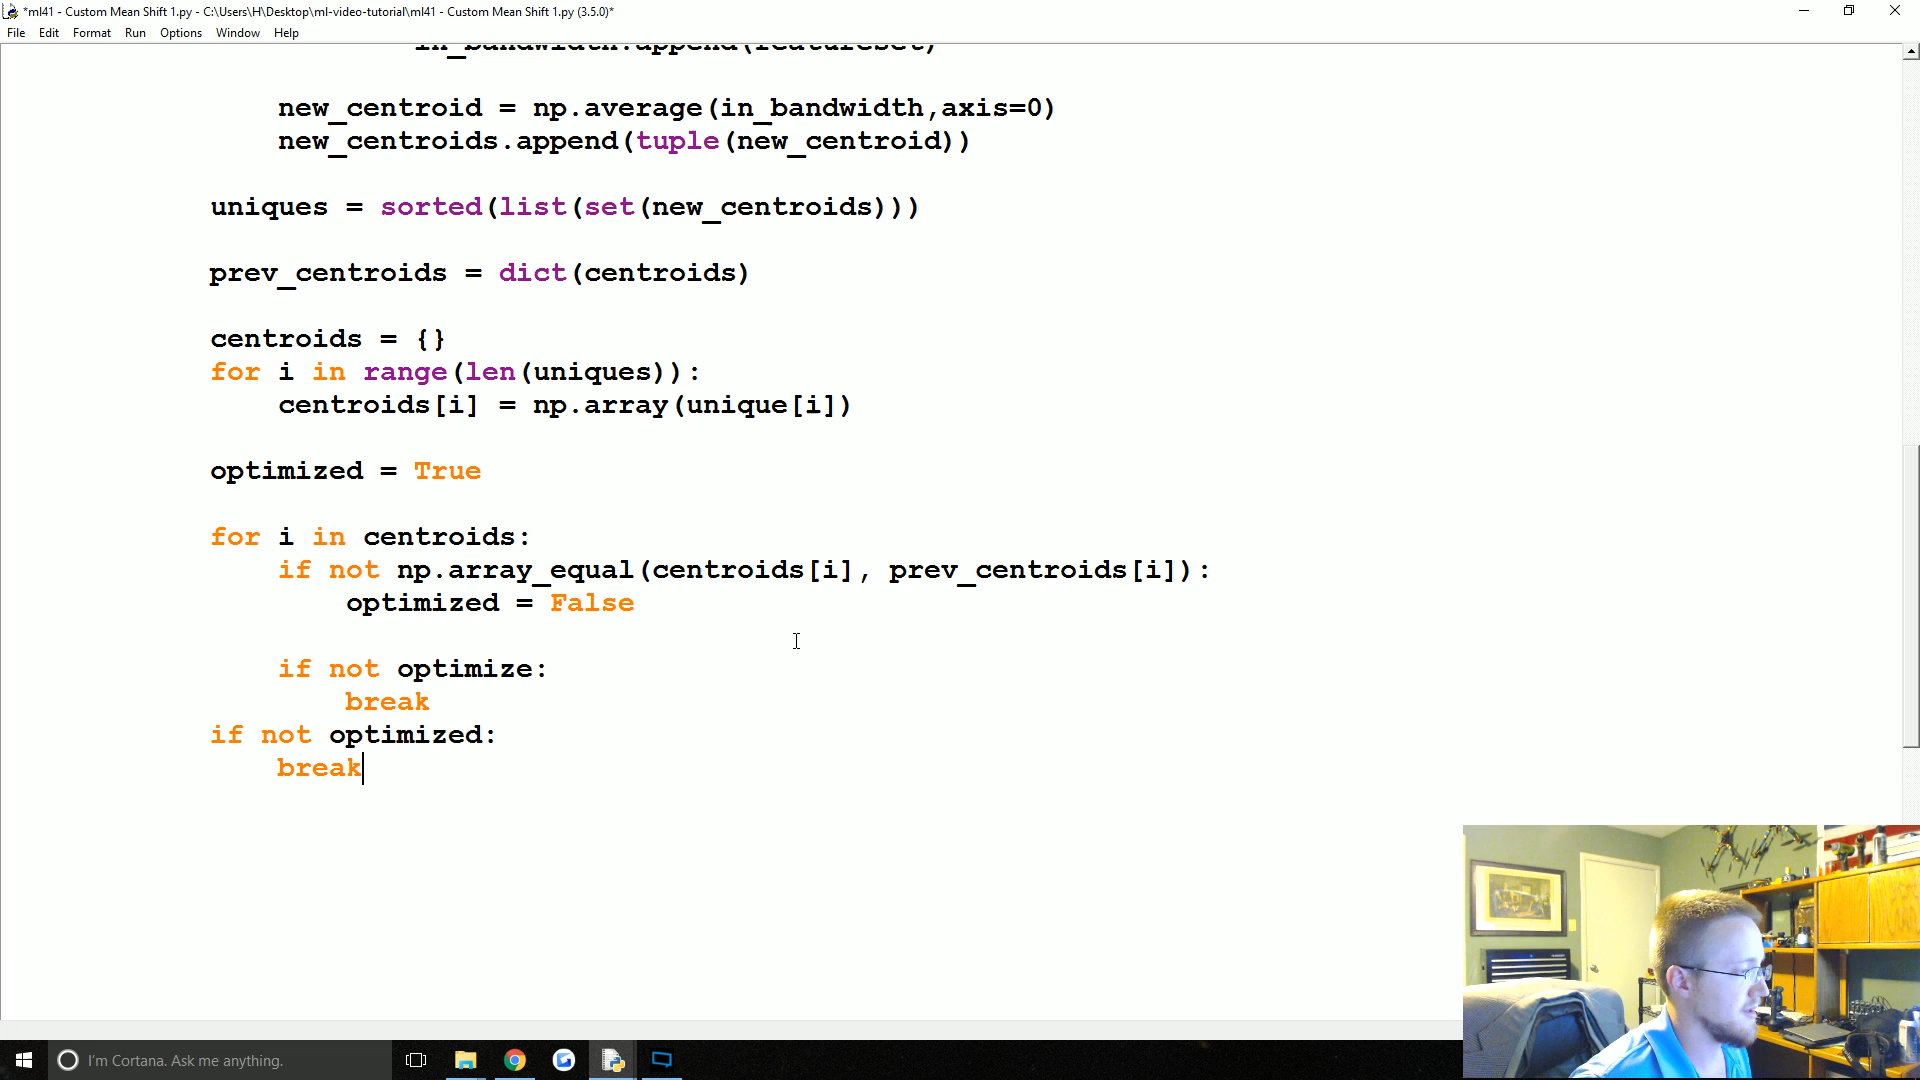 *ml41 - Custom Mean Shift 1.py - C:\Users\H\Desktop\ml-video-tutorial\ml41 - Custom Mean Shift 1.py (3.5.0)*
File Edit Format Run Options Window Help
in_bandwidth.append(featureset)
new_centroid = np.average(in_bandwidth,axis=0)
new_centroids.append(tuple(new_centroid))
uniques = sorted(list(set(new_centroids)))
prev_centroids = dict(centroids)
centroids = {}
for i in range(len(uniques)):
centroids[i] = np.array(unique[i])
optimized = True
for i in centroids:
if not np.array_equal(centroids[i], prev_centroids[i]):
optimized = False
if not optimize:
break
if not optimized:
break
I'm Cortana. Ask me anything.